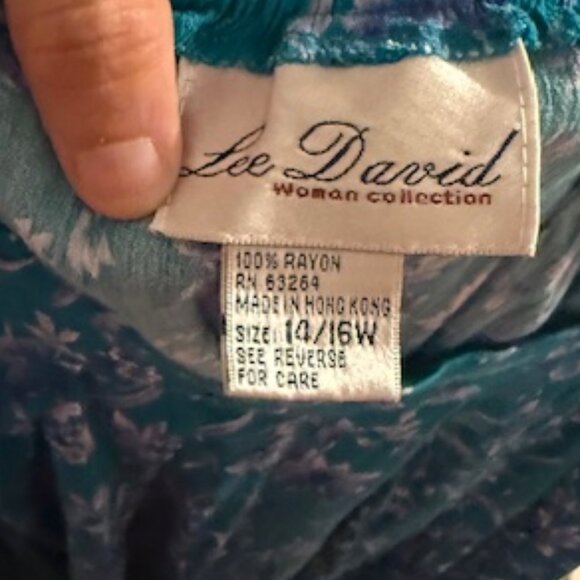 Lee David
Woman collection
100% RAYON
RN 63264
MADE IN HONG KONG
SIZE: 14/16W
SEE REVERSE
FOR CARE